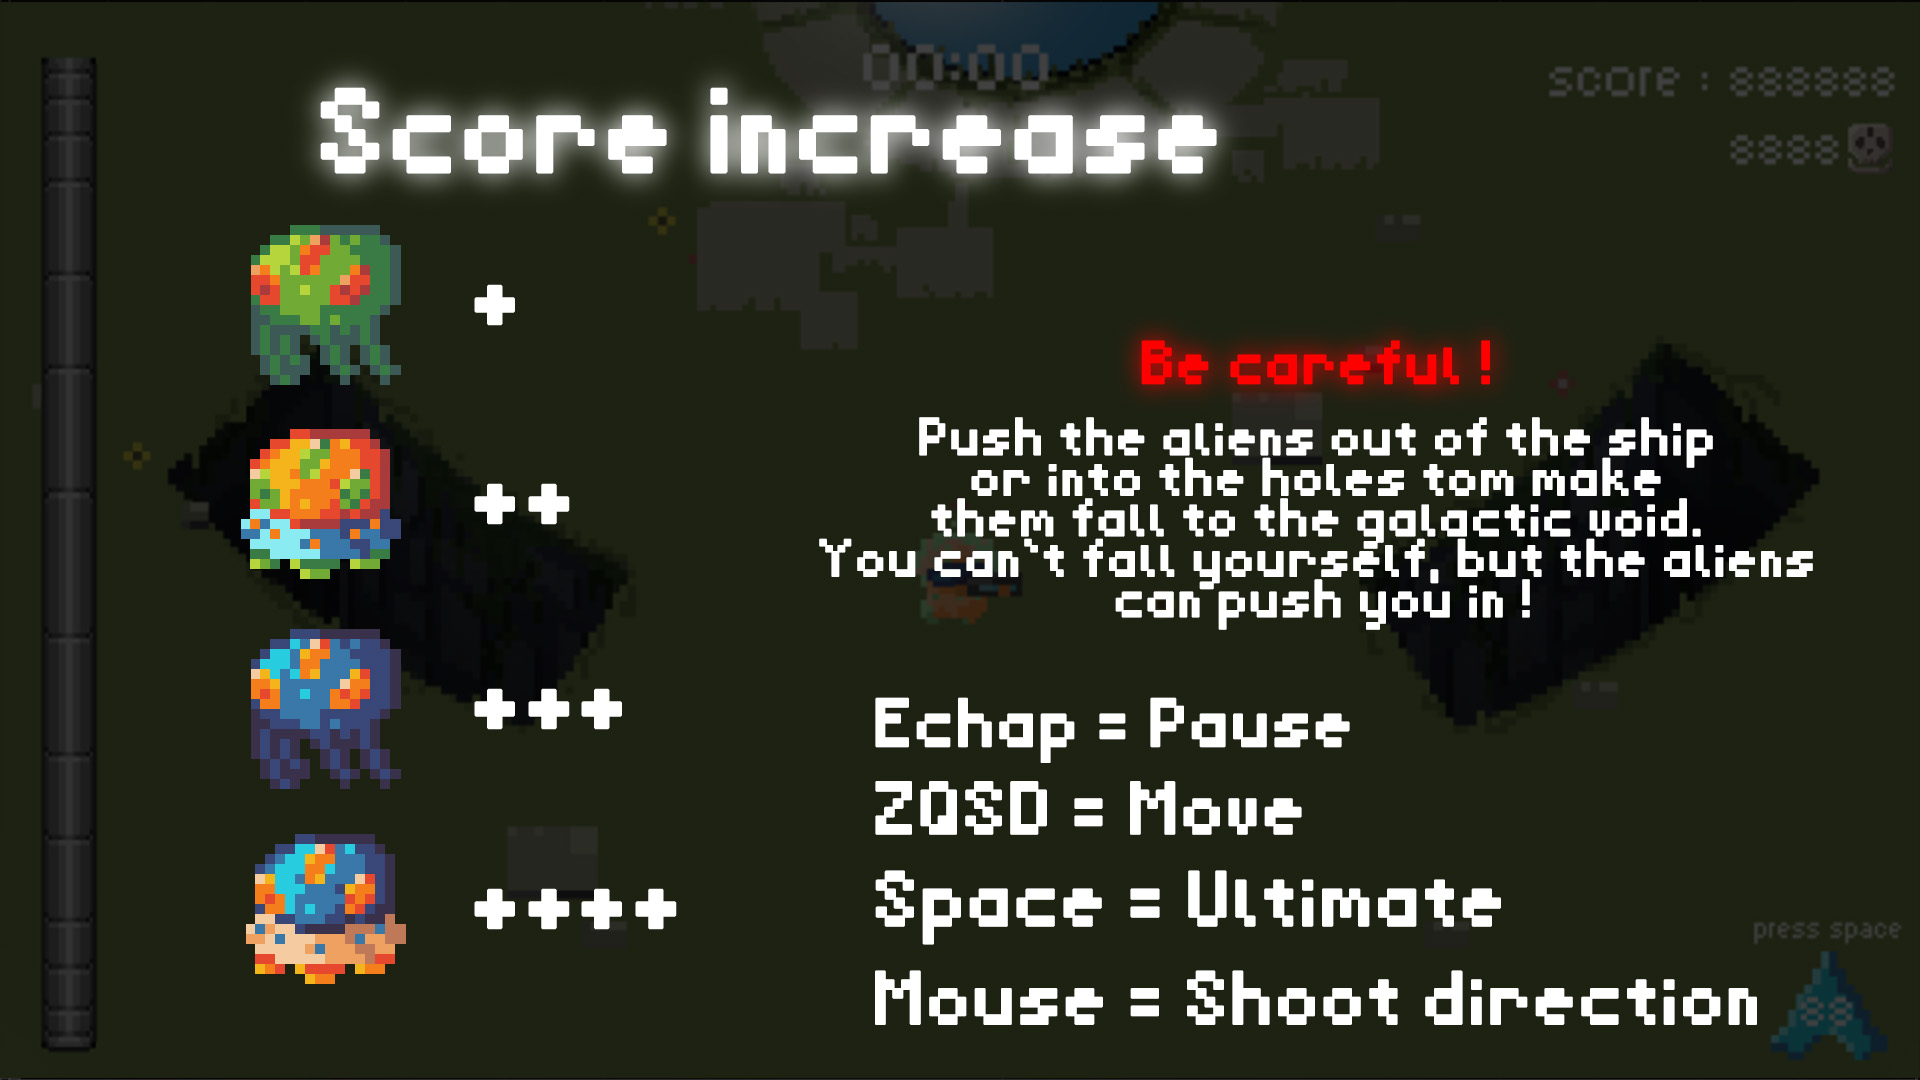 00:00
score : 888888
8888
Score increase
+
++
+++
++++
Be careful !
Push the aliens out of the ship
or into the holes tom make
them fall to the galactic void.
You can't fall yourself, but the aliens
can push you in !
Echap = Pause
ZQSD = Move
Space = Ultimate
Mouse = Shoot direction
press space
88